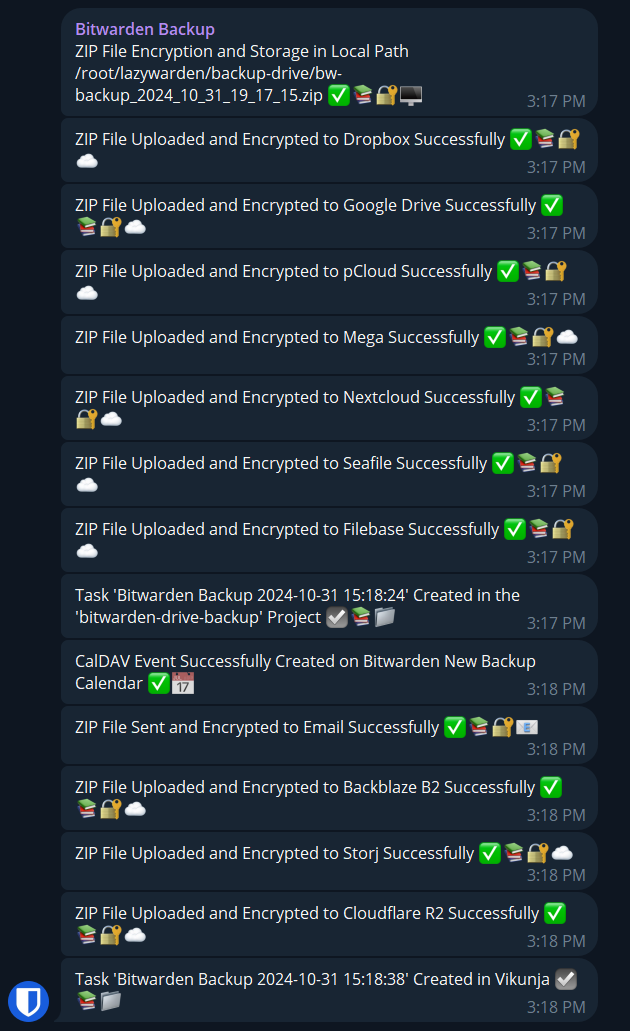 Bitwarden Backup
ZIP File Encryption and Storage in Local Path
/root/lazywarden/backup-drive/bw-
backup_2024_10_31_19_17_15.zip ✅📚🔐🖥️ 3:17 PM
ZIP File Uploaded and Encrypted to Dropbox Successfully ✅📚🔐
☁️ 3:17 PM
ZIP File Uploaded and Encrypted to Google Drive Successfully ✅
📚🔐☁️ 3:17 PM
ZIP File Uploaded and Encrypted to pCloud Successfully ✅📚🔐
☁️ 3:17 PM
ZIP File Uploaded and Encrypted to Mega Successfully ✅📚🔐☁️
3:17 PM
ZIP File Uploaded and Encrypted to Nextcloud Successfully ✅📚
🔐☁️ 3:17 PM
ZIP File Uploaded and Encrypted to Seafile Successfully ✅📚🔐
☁️ 3:17 PM
ZIP File Uploaded and Encrypted to Filebase Successfully ✅📚🔐
☁️ 3:17 PM
Task 'Bitwarden Backup 2024-10-31 15:18:24' Created in the
'bitwarden-drive-backup' Project ☑️📚📁 3:17 PM
CalDAV Event Successfully Created on Bitwarden New Backup
Calendar ✅📅 3:18 PM
ZIP File Sent and Encrypted to Email Successfully ✅📚🔐📧
3:18 PM
ZIP File Uploaded and Encrypted to Backblaze B2 Successfully ✅
📚🔐☁️ 3:18 PM
ZIP File Uploaded and Encrypted to Storj Successfully ✅📚🔐☁️
3:18 PM
ZIP File Uploaded and Encrypted to Cloudflare R2 Successfully ✅
📚🔐☁️ 3:18 PM
Task 'Bitwarden Backup 2024-10-31 15:18:38' Created in Vikunja ☑️
📚📁 3:18 PM